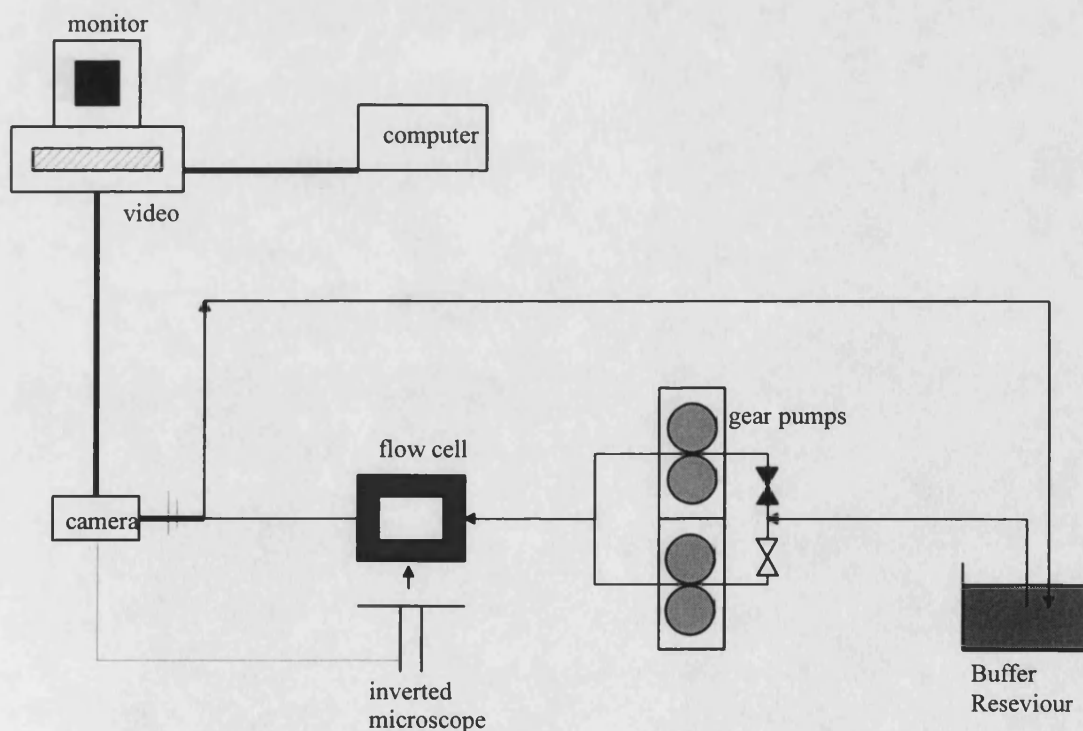 monitor
computer
video
gear pumps
flow cell
camera
Buffer
Reseviour
inverted
microscope